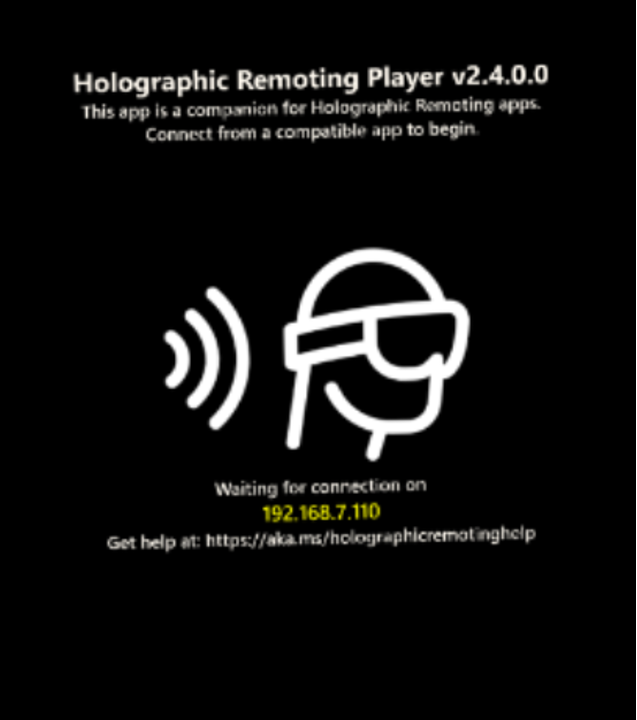 Holographic Remoting Player v2.4.0.0
This app is a companion for Holographic Remoting apps.
Connect from a compatible app to begin.
Waiting for connection on
192.168.7.110
Get help at: https://aka.ms/holographicremotinghelp